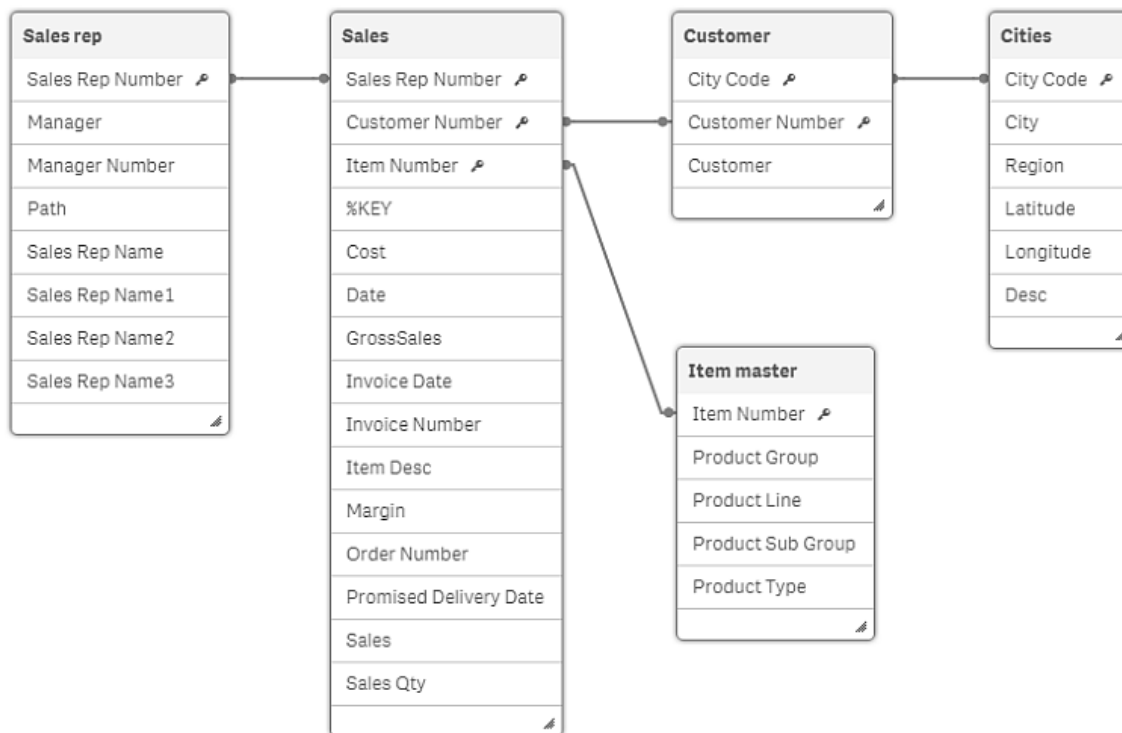 Sales rep
Sales Rep Number
Manager
Manager Number
Path
Sales Rep Name
Sales Rep Name1
Sales Rep Name2
Sales Rep Name3
Sales
Sales Rep Number
Customer Number
Item Number
%KEY
Cost
Date
GrossSales
Invoice Date
Invoice Number
Item Desc
Margin
Order Number
Promised Delivery Date
Sales
Sales Qty
Customer
City Code
Customer Number
Customer
Item master
Item Number
Product Group
Product Line
Product Sub Group
Product Type
Cities
City Code
City
Region
Latitude
Longitude
Desc